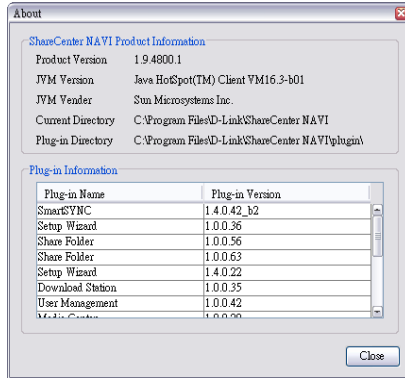 About
ShareCenter NAVI Product Information
Product Version 1.9.4800.1
JVM Version Java HotSpot(TM) Client VM16.3-b01
JVM Vender Sun Microsystems Inc.
Current Directory C:\Program Files\D-Link\ShareCenter NAVI
Plug-in Directory C:\Program Files\D-Link\ShareCenter NAVI\plugin\
Plug-in Information
Plug-in Name Plug-in Version
SmartSYNC 1.4.0.42_b2
Setup Wizard 1.0.0.36
Share Folder 1.0.0.56
Share Folder 1.0.0.63
Setup Wizard 1.4.0.22
Download Station 1.0.0.35
User Management 1.0.0.42
Media Center
Close